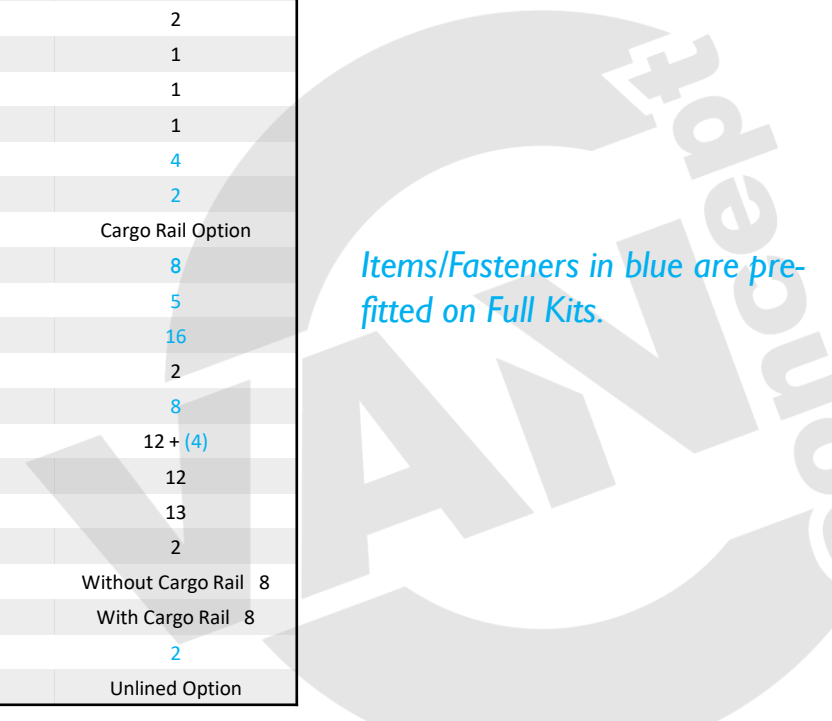 2
1
1
1
4
2
Cargo Rail Option
8
5
16
2
8
12 + (4)
12
13
2
Without Cargo Rail 8
With Cargo Rail 8
2
Unlined Option
Items/Fasteners in blue are pre-
fitted on Full Kits.
VAN